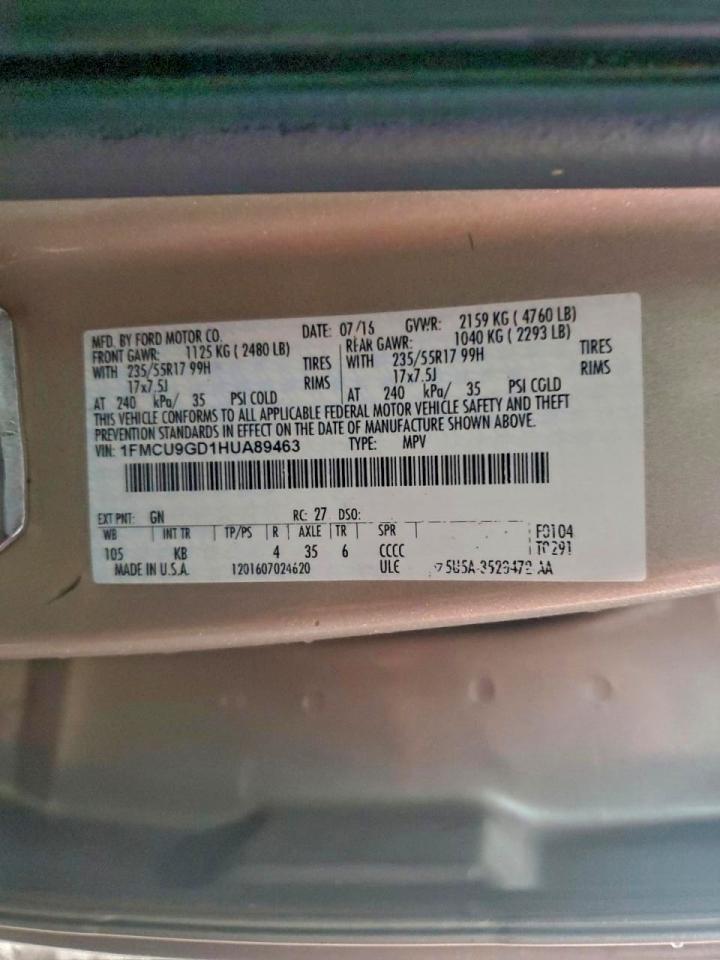 MFD. BY FORD MOTOR CO. DATE: 07/16 GVWR: 2159 KG ( 4760 LB)
FRONT GAWR: 1125 KG ( 2480 LB) REAR GAWR: 1040 KG ( 2293 LB)
WITH 235/55R17 99H TIRES WITH 235/55R17 99H TIRES
17x7.5J RIMS 17x7.5J RIMS
AT 240 kPa/ 35 PSI COLD AT 240 kPa/ 35 PSI COLD
THIS VEHICLE CONFORMS TO ALL APPLICABLE FEDERAL MOTOR VEHICLE SAFETY AND THEFT
PREVENTION STANDARDS IN EFFECT ON THE DATE OF MANUFACTURE SHOWN ABOVE.
VIN: 1FMCU9GD1HUA89463 TYPE: MPV
EXT PNT: GN RC: 27 DSO:
WB INT TR TP/PS R AXLE TR SPR F0104
105 KB 4 35 6 CCCC T0291
MADE IN U.S.A. 1201607024620 ULE